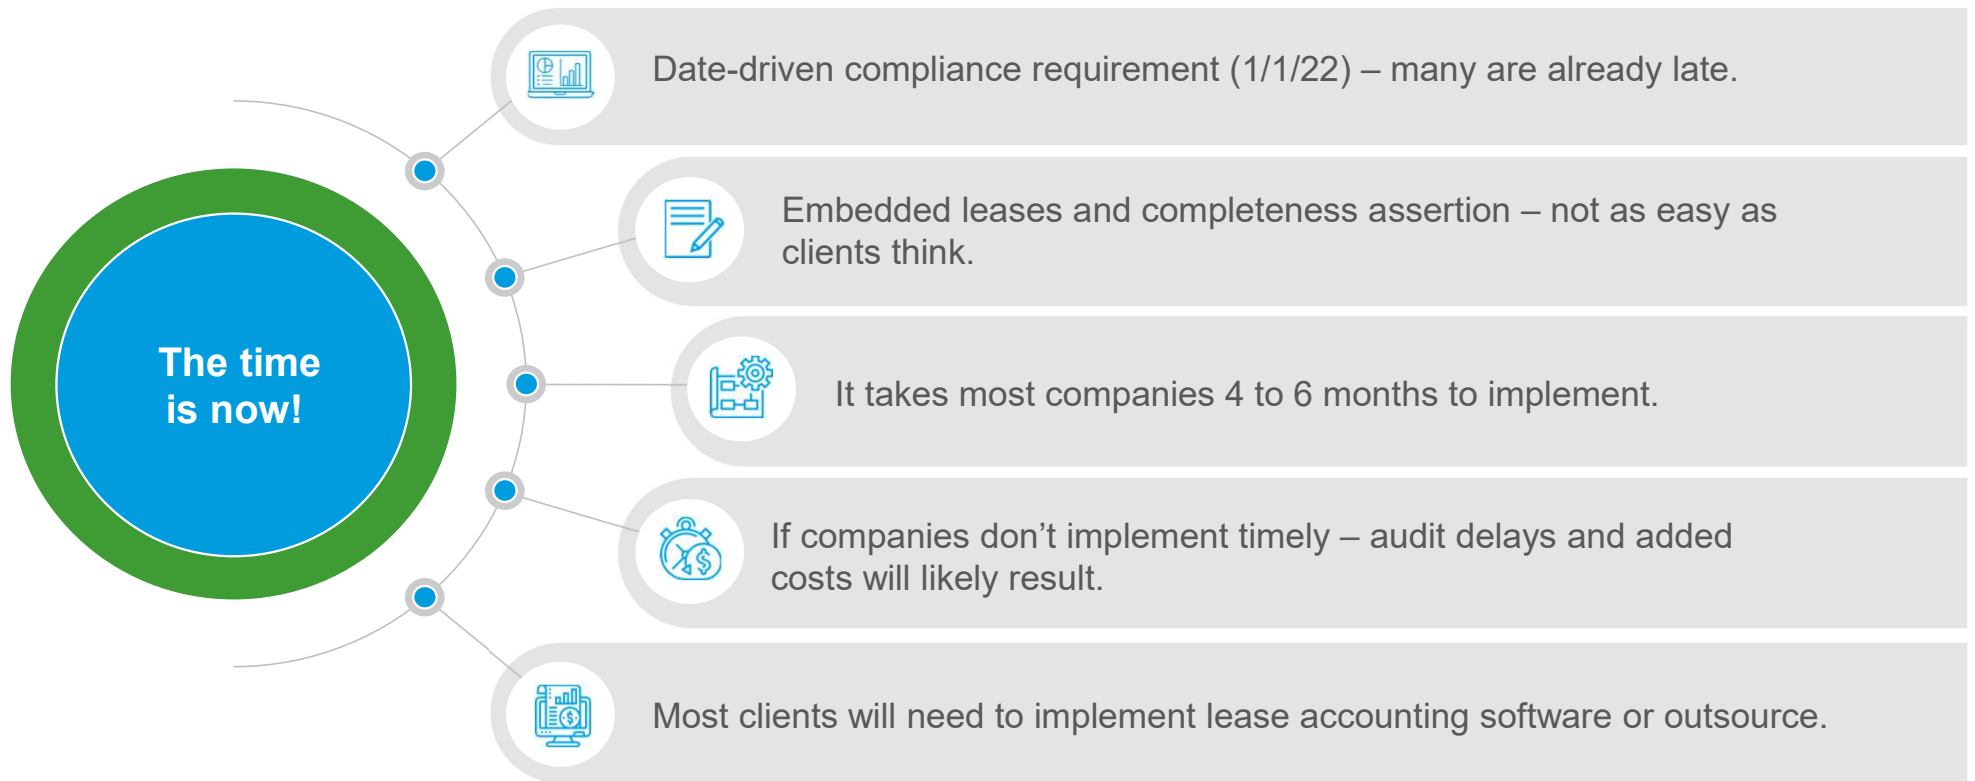 The time
is now!
Date-driven compliance requirement (1/1/22) – many are already late.
Embedded leases and completeness assertion – not as easy as
clients think.
It takes most companies 4 to 6 months to implement.
If companies don’t implement timely – audit delays and added
costs will likely result.
Most clients will need to implement lease accounting software or outsource.